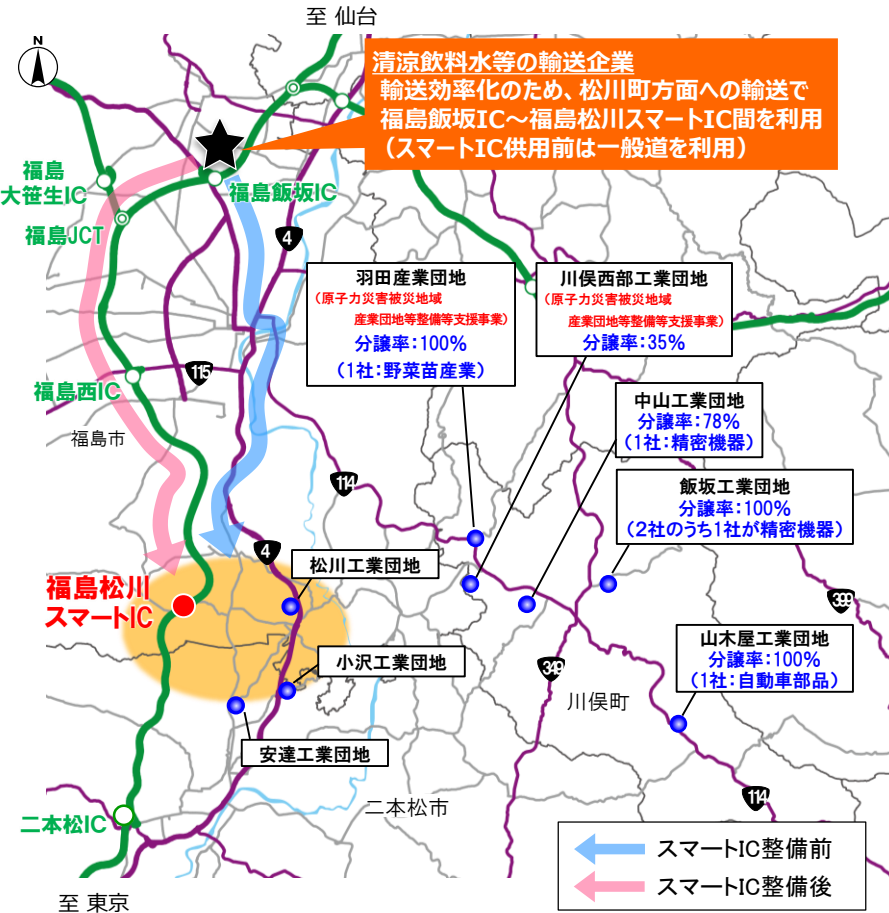 至 仙台
N
清涼飲料水等の輸送企業
輸送効率化のため、松川町方面への輸送で
福島飯坂IC～福島松川スマートIC間を利用
（スマートIC供用前は一般道を利用）
福島
大笹生IC
福島飯坂IC
福島JCT
4
羽田産業団地
（原子力災害被災地域
産業団地等整備等支援事業）
分譲率：100%
（1社：野菜苗産業）
川俣西部工業団地
（原子力災害被災地域
産業団地等整備等支援事業）
分譲率：35%
115
福島西IC
福島市
中山工業団地
分譲率：78%
（1社：精密機器）
114
飯坂工業団地
分譲率：100%
（2社のうち1社が精密機器）
4
松川工業団地
福島松川
スマートIC
399
小沢工業団地
山木屋工業団地
分譲率：100%
（1社：自動車部品）
349
川俣町
安達工業団地
114
二本松市
二本松IC
スマートIC整備前
スマートIC整備後
至 東京